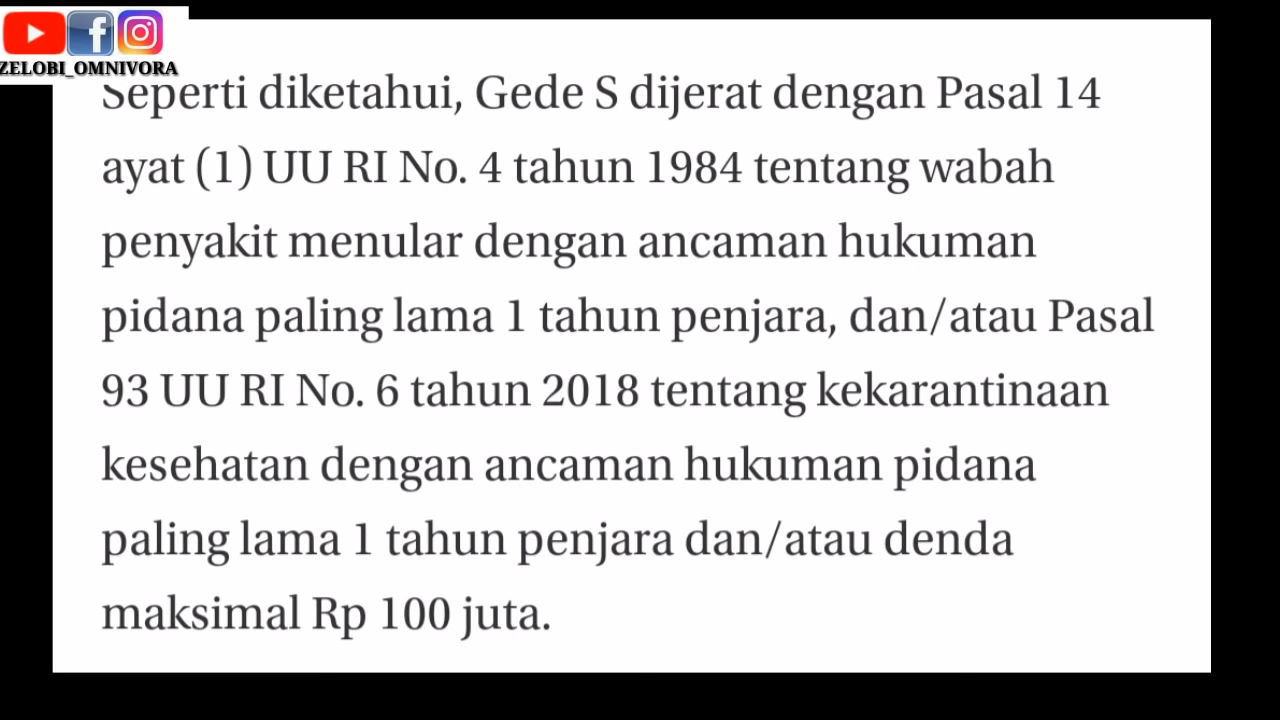 ZELOBI_OMNIVORA
Seperti diketahui, Gede S dijerat dengan Pasal 14
ayat (1) UU RI No. 4 tahun 1984 tentang wabah
penyakit menular dengan ancaman hukuman
pidana paling lama 1 tahun penjara, dan/atau Pasal
93 UU RI No. 6 tahun 2018 tentang kekarantinaan
kesehatan dengan ancaman hukuman pidana
paling lama 1 tahun penjara dan/atau denda
maksimal Rp 100 juta.